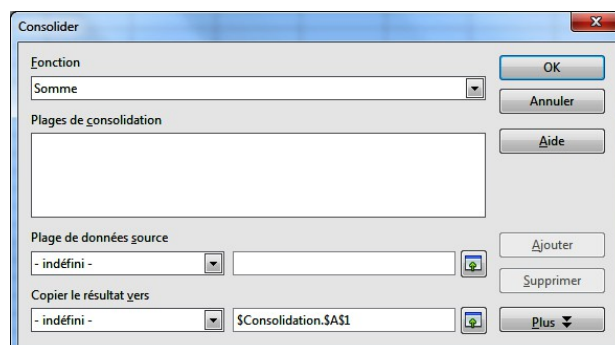 Consolider
Fonction
Somme
OK
Annuler
Plages de consolidation
Aide
Plage de données source
- indéfini -
Ajouter
Supprimer
Copier le résultat vers
- indéfini -
$Consolidation.$A$1
Plus